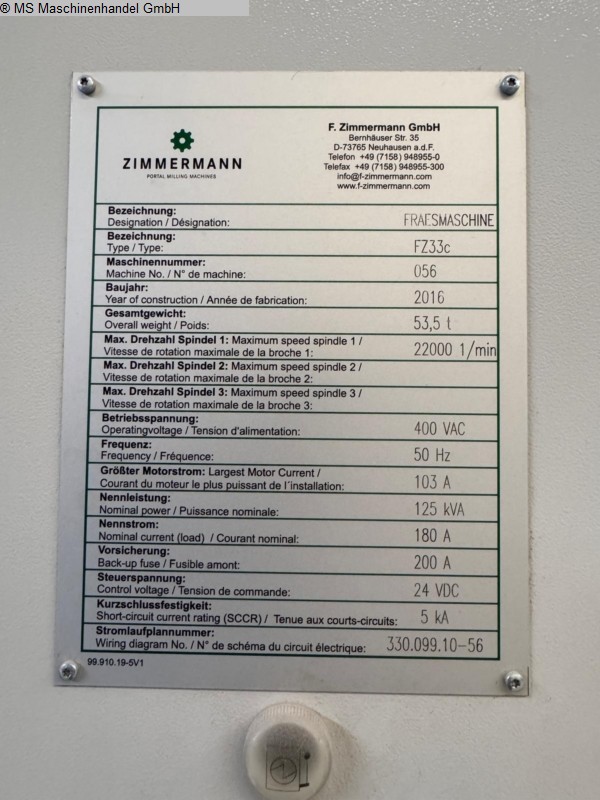 ® MS Maschinenhandel GmbH
ZIMMERMANN
PORTAL MILLING MACHINES
F. Zimmermann GmbH
Bernhäuser Str. 35
D-73765 Neuhausen a.d.F.
Telefon +49 (7158) 948955-0
Telefax +49 (7158) 948955-300
info@f-zimmermann.com
www.f-zimmermann.com
Bezeichnung:
Designation / Désignation: FRAESMASCHINE
Bezeichnung:
Type / Type: FZ33c
Maschinennummer:
Machine No. / N° de machine: 056
Baujahr:
Year of construction / Année de fabrication: 2016
Gesamtgewicht:
Overall weight / Poids: 53,5 t
Max. Drehzahl Spindel 1: Maximum speed spindle 1 /
Vitesse de rotation maximale de la broche 1: 22000 1/min
Max. Drehzahl Spindel 2: Maximum speed spindle 2 /
Vitesse de rotation maximale de la broche 2:
Max. Drehzahl Spindel 3: Maximum speed spindle 3 /
Vitesse de rotation maximale de la broche 3:
Betriebsspannung:
Operatingvoltage / Tension d'alimentation: 400 VAC
Frequenz:
Frequency / Fréquence: 50 Hz
Größter Motorstrom: Largest Motor Current /
Courant du moteur le plus puissant de l´installation: 103 A
Nennleistung:
Nominal power / Puissance nominale: 125 kVA
Nennstrom:
Nominal current (load) / Courant nominal: 180 A
Vorsicherung:
Back-up fuse / Fusible amont: 200 A
Steuerspannung:
Control voltage / Tension de commande: 24 VDC
Kurzschlussfestigkeit:
Short-circuit current rating (SCCR) / Tenue aux courts-circuits: 5 kA
Stromlaufplannummer:
Wiring diagram No. / N° de schéma du circuit électrique: 330.099.10-56
99.910.19-5V1